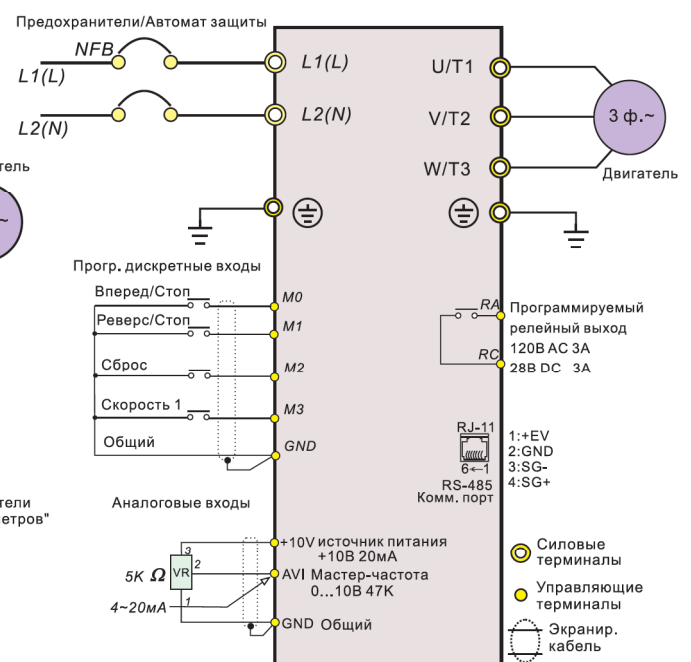 Предохранители/Автомат защиты
NFB
L1(L)
L1(L)
L2(N)
L2(N)
U/T1
V/T2
W/T3
3 ф.~
Двигатель
тель
~
Прогр. дискретные входы
Вперед/Стоп
M0
Реверс/Стоп
M1
Сброс
M2
Скорость 1
M3
Общий
GND
RA
RC
Программируемый
релейный выход
120В AC 3A
28В DC 3A
RJ-11
6←1
RS-485
Комм. порт
1:+EV
2:GND
3:SG-
4:SG+
тели
етров"
Аналоговые входы
+10V источник питания
+10В 20мА
3
2
5K Ω
VR
AVI Мастер-частота
0...10В 47К
4~20мА
1
GND Общий
Силовые
терминалы
Управляющие
терминалы
Экранир.
кабель